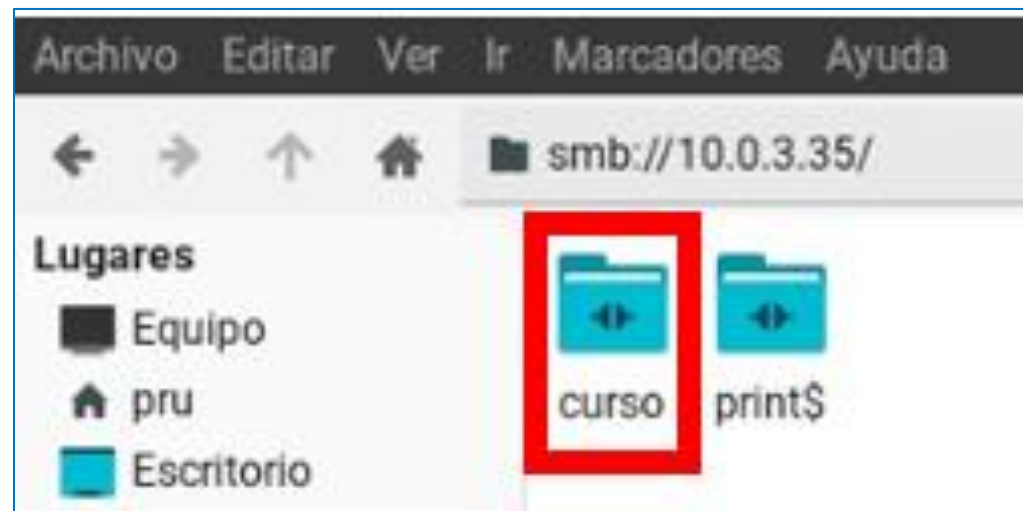 Archivo Editar Ver Ir Marcadores Ayuda
smb://10.0.3.35/
Lugares
Equipo
pru
Escritorio
curso print$